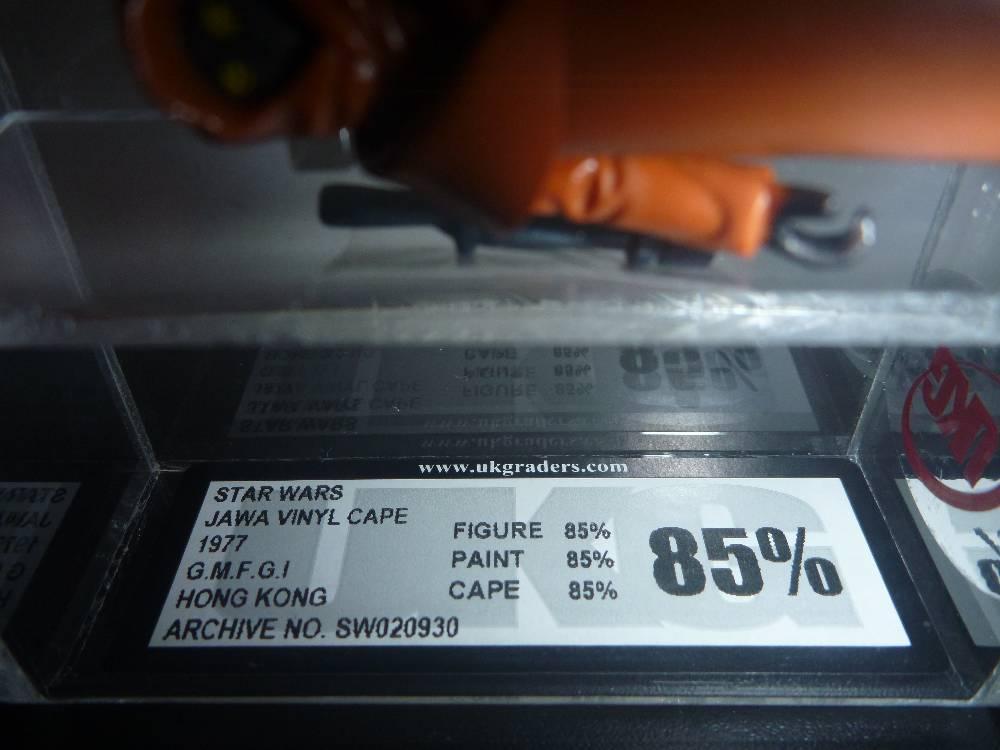 www.ukgraders.com
STAR WARS
JAWA VINYL CAPE
1977
G.M.F.G.I
HONG KONG
ARCHIVE NO. SW020930
FIGURE 85%
PAINT 85%
CAPE 85%
85%
UKG